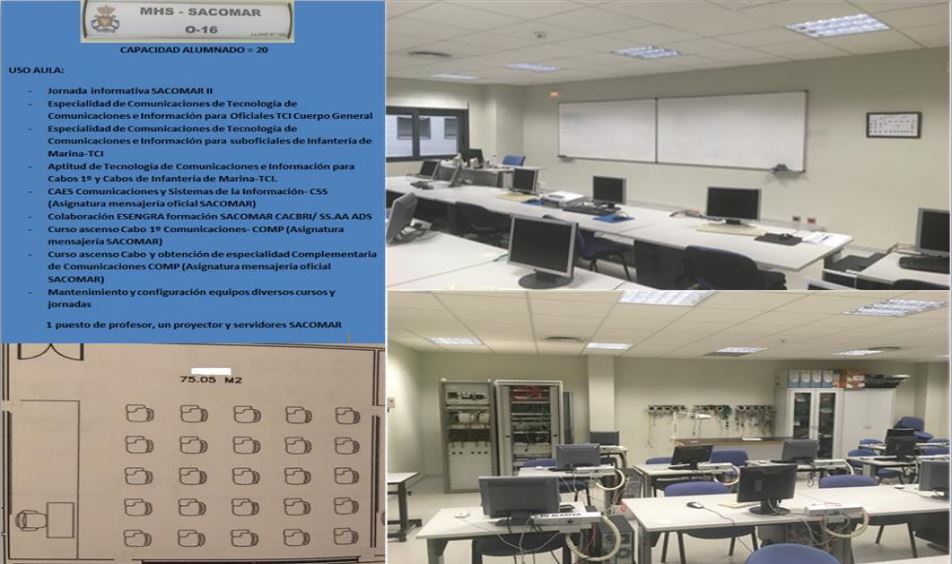 MHS - SACOMAR
O-16
CAPACIDAD ALUMNADO = 20
USO AULA:
- Jornada informativa SACOMAR II
- Especialidad de Comunicaciones de Tecnología de
Comunicaciones e Información para Oficiales TCI Cuerpo General
- Especialidad de Comunicaciones de Tecnología de
Comunicaciones e Información para suboficiales de Infantería de
Marina-TCI
- Aptitud de Tecnología de Comunicaciones e Información para
Cabos 1º y Cabos de Infantería de Marina-TCI.
- CAES Comunicaciones y Sistemas de la Información- CSS
(Asignatura mensajería oficial SACOMAR)
- Colaboración ESENGRA formación SACOMAR CACBRI/ SS.AA ADS
- Curso ascenso Cabo 1º Comunicaciones- COMP (Asignatura
mensajería SACOMAR)
- Curso ascenso Cabo y obtención de especialidad Complementaria
de Comunicaciones COMP (Asignatura mensajería oficial
SACOMAR)
- Mantenimiento y configuración equipos diversos cursos y
jornadas
1 puesto de profesor, un proyector y servidores SACOMAR
75.05 M2